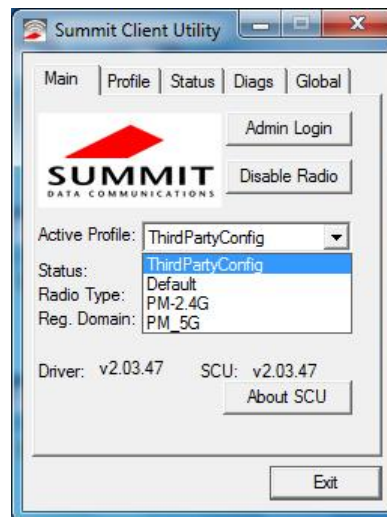 Summit Client Utility
Main Profile Status Diags Global
SUMMIT
DATA COMMUNICATIONS
Admin Login
Disable Radio
Active Profile: ThirdPartyConfig
ThirdPartyConfig
Default
PM-2.4G
PM_5G
Status:
Radio Type:
Reg. Domain:
Driver: v2.03.47 SCU: v2.03.47
About SCU
Exit